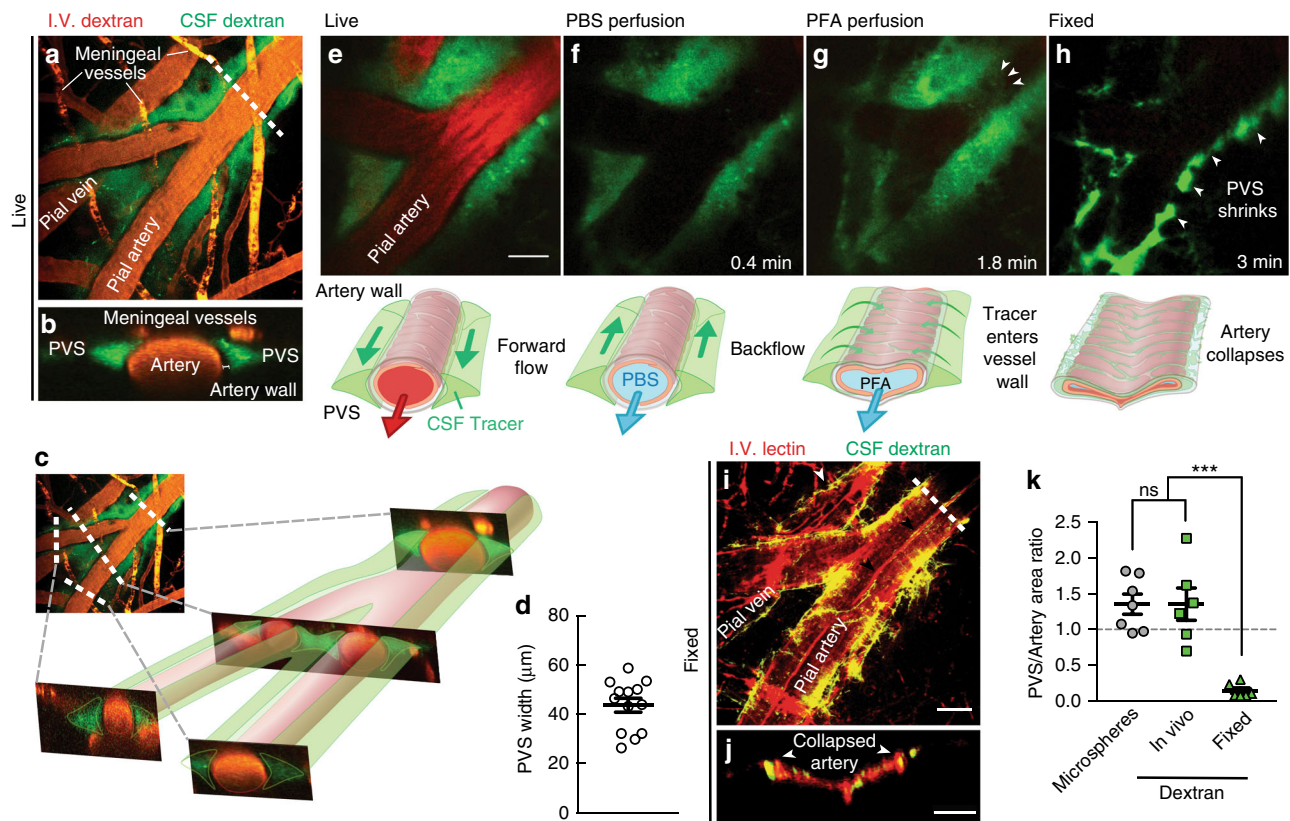 I.V. dextran CSF dextran
Live
a
Meningeal
vessels
Pial vein
Pial artery
b
Meningeal vessels
PVS
Artery
PVS
Artery wall
Live
e
Pial artery
PBS perfusion
f
0.4 min
PFA perfusion
g
1.8 min
Fixed
h
PVS
shrinks
3 min
Artery wall
PVS
CSF Tracer
Forward
flow
PBS
Backflow
PFA
Tracer
enters
vessel
wall
Artery
collapses
c
d
PVS width (μm)
80
60
40
20
0
I.V. lectin CSF dextran
Fixed
i
Pial vein
Pial artery
j
Collapsed
artery
k
***
ns
PVS/Artery area ratio
2.5
2.0
1.5
1.0
0.5
0.0
Microspheres
In vivo
Fixed
Dextran